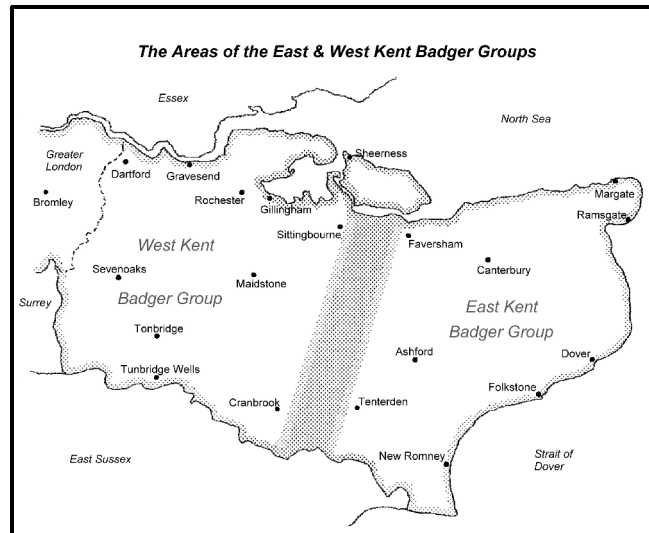 The Areas of the East & West Kent Badger Groups
Essex
North Sea
Greater
London
Dartford
Gravesend
Sheerness
Bromley
Rochester
Gillingham
Margate
Ramsgate
Sittingbourne
Faversham
West Kent
Badger Group
Canterbury
Sevenoaks
Maidstone
Surrey
East Kent
Badger Group
Tonbridge
Ashford
Dover
Tunbridge Wells
Folkstone
Cranbrook
Tenterden
East Sussex
New Romney
Strait of
Dover